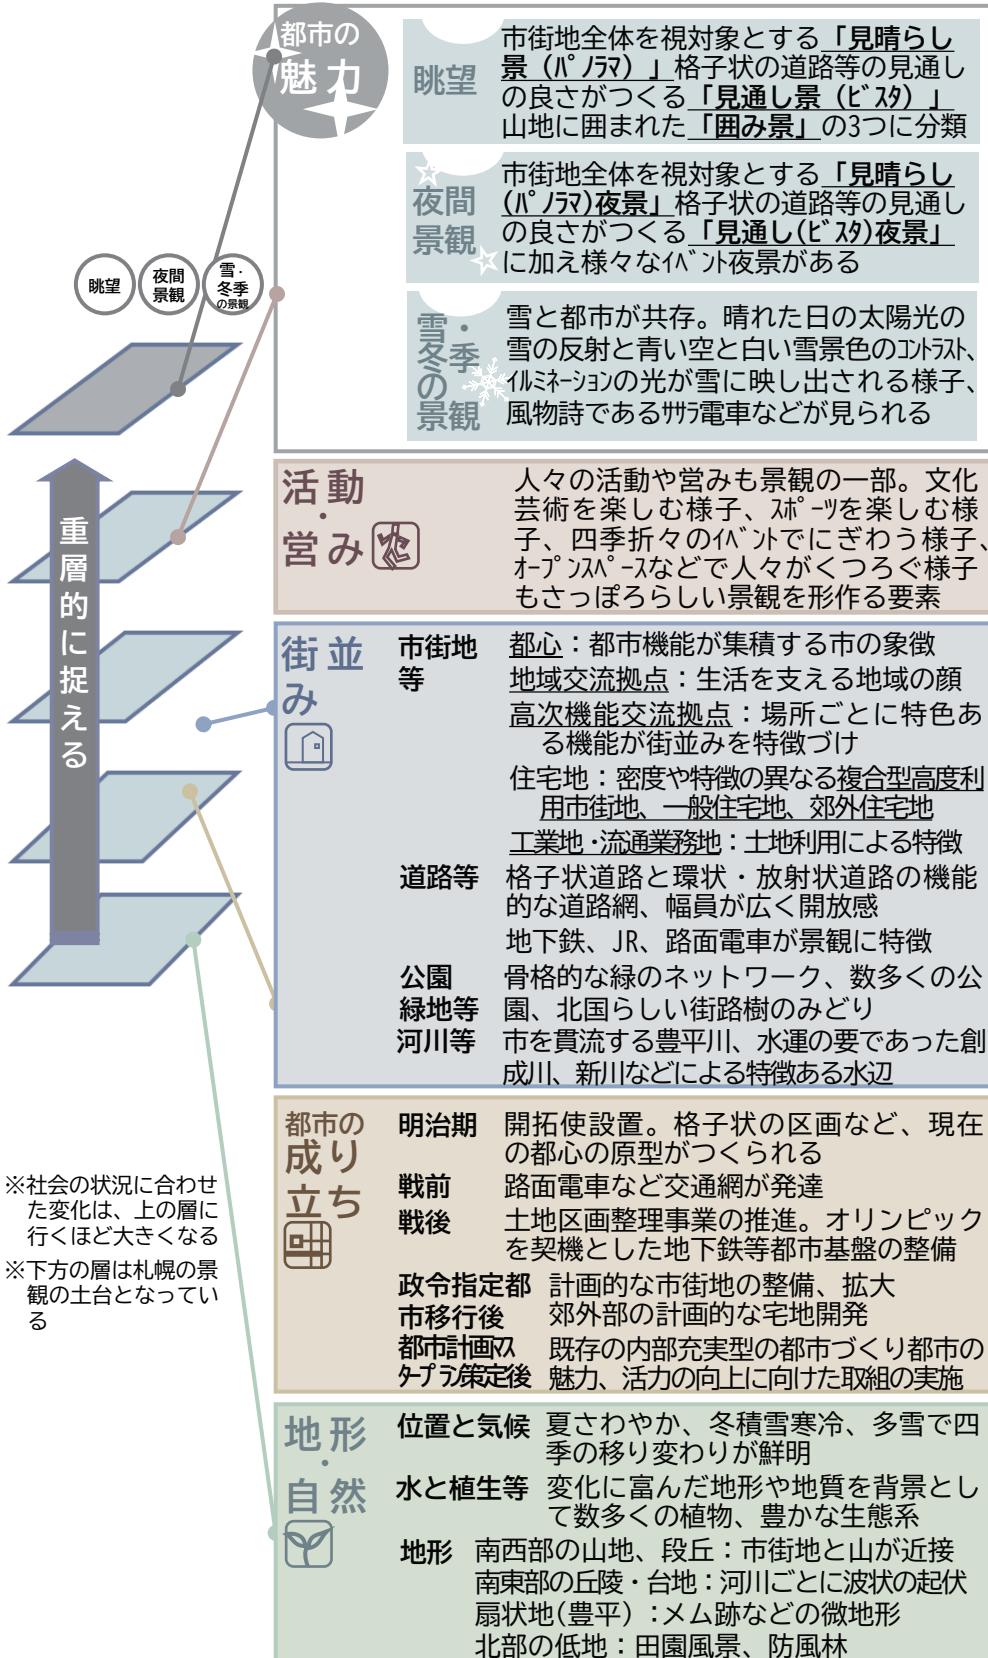 都市の
魅力
眺望
市街地全体を視対象とする「見晴らし
景（ﾊﾟﾉﾗﾏ）」格子状の道路等の見通し
の良さがつくる「見通し景（ﾋﾞｽﾀ）」
山地に囲まれた「囲み景」の3つに分類
夜間
景観
市街地全体を視対象とする「見晴らし
(ﾊﾟﾉﾗﾏ)夜景」格子状の道路等の見通し
の良さがつくる「見通し(ﾋﾞｽﾀ)夜景」
に加え様々なｲﾍﾞﾝﾄ夜景がある
雪・
冬季
の
景観
雪と都市が共存。晴れた日の太陽光の
雪の反射と青い空と白い雪景色のｺﾝﾄﾗｽﾄ、
ｲﾙﾐﾈｰｼｮﾝの光が雪に映し出される様子、
風物詩であるｻｻﾗ電車などが見られる
眺望
夜間
景観
雪・
冬季
の景観
重層的に捉える
活動
・
営み
人々の活動や営みも景観の一部。文化
芸術を楽しむ様子、ｽﾎﾟｰﾂを楽しむ様
子、四季折々のｲﾍﾞﾝﾄでにぎわう様子、
ｵｰﾌﾟﾝｽﾍﾟｰｽなどで人々がくつろぐ様子
もさっぽろらしい景観を形作る要素
街並
み
市街地
等
都心：都市機能が集積する市の象徴
地域交流拠点：生活を支える地域の顔
高次機能交流拠点：場所ごとに特色あ
る機能が街並みを特徴づけ
住宅地：密度や特徴の異なる複合型高度利
用市街地、一般住宅地、郊外住宅地
工業地・流通業務地：土地利用による特徴
道路等
格子状道路と環状・放射状道路の機能
的な道路網、幅員が広く開放感
地下鉄、JR、路面電車が景観に特徴
公園
緑地等
骨格的な緑のネットワーク、数多くの公
園、北国らしい街路樹のみどり
河川等
市を貫流する豊平川、水運の要であった創
成川、新川などによる特徴ある水辺
都市の
成り
立ち
明治期
開拓使設置。格子状の区画など、現在
の都心の原型がつくられる
戦前
路面電車など交通網が発達
戦後
土地区画整理事業の推進。オリンピック
を契機とした地下鉄等都市基盤の整備
政令指定都
市移行後
計画的な市街地の整備、拡大
郊外部の計画的な宅地開発
都市計画ﾏｽ
ﾀｰﾌﾟﾗﾝ策定後
既存の内部充実型の都市づくり都市の
魅力、活力の向上に向けた取組の実施
※社会の状況に合わせ
た変化は、上の層に
行くほど大きくなる
※下方の層は札幌の景
観の土台となってい
る
地形
・
自然
位置と気候
夏さわやか、冬積雪寒冷、多雪で四
季の移り変わりが鮮明
水と植生等
変化に富んだ地形や地質を背景とし
て数多くの植物、豊かな生態系
地形
南西部の山地、段丘：市街地と山が近接
南東部の丘陵・台地：河川ごとに波状の起伏
扇状地(豊平）：メム跡などの微地形
北部の低地：田園風景、防風林